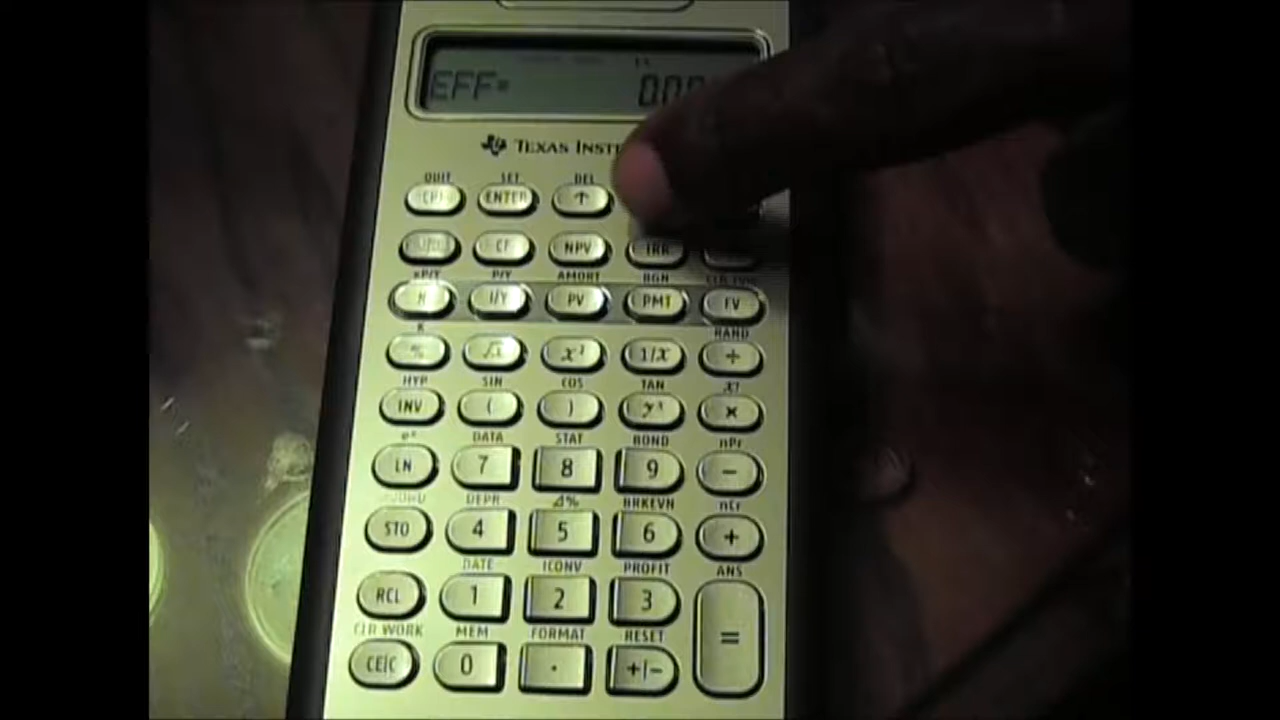 EFF=
TEXAS INST
QUIT SET DEL
CPT ENTER ↑
CF NPV IRR
xP/Y P/Y AMORT BGN CLR TVM
N I/Y PV PMT FV
K RAND
% √x x² 1/x ÷
HYP SIN COS TAN x!
INV ( ) yˣ ×
eˣ DATA STAT BOND nPr
LN 7 8 9 −
DEPR Δ% BRKEVN nCr
STO 4 5 6 +
DATE ICONV PROFIT ANS
RCL 1 2 3 =
CLR WORK MEM FORMAT RESET
CE|C 0 . +|−